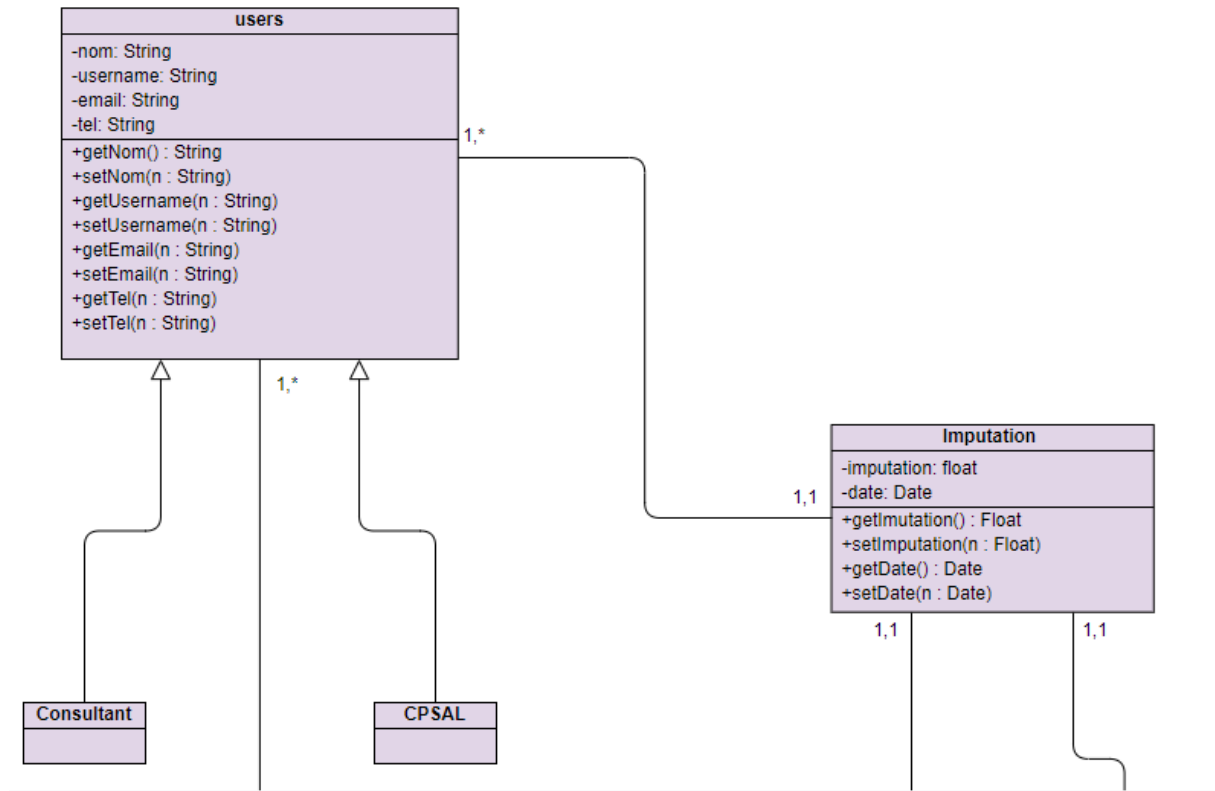 users
-nom: String
-username: String
-email: String
-tel: String
+getNom() : String
+setNom(n : String)
+getUsername(n : String)
+setUsername(n : String)
+getEmail(n : String)
+setEmail(n : String)
+getTel(n : String)
+setTel(n : String)
1,*
1,*
Imputation
-imputation: float
-date: Date
+getImutation() : Float
+setImputation(n : Float)
+getDate() : Date
+setDate(n : Date)
1,1
1,1
1,1
Consultant
CPSAL